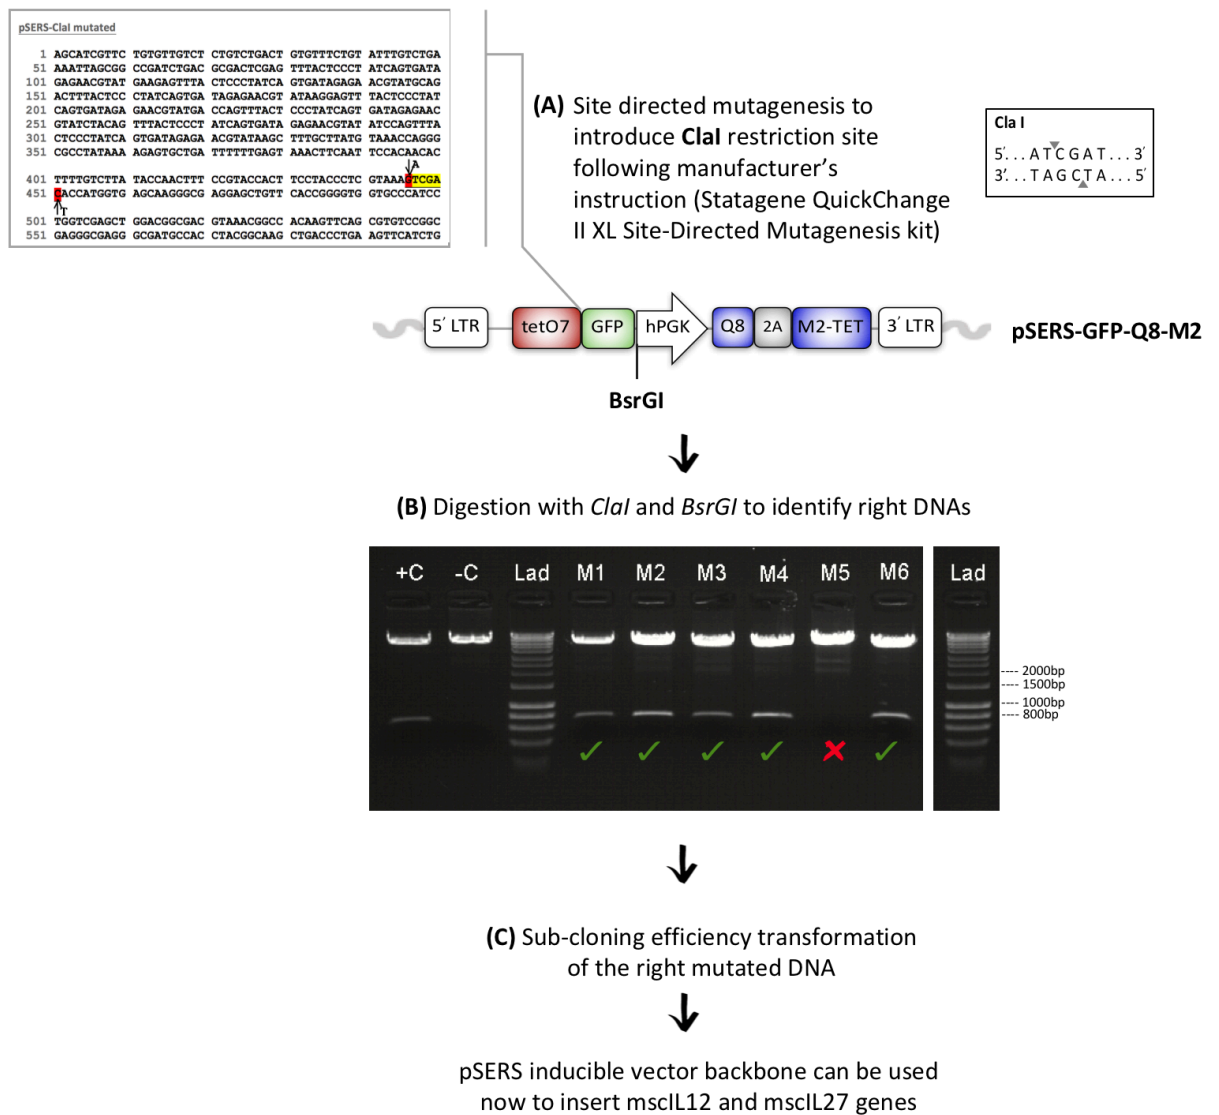 pSERS-ClaI mutated
1 AGCATCGTTC TGTGTTGTCT CTGTCTGACT GTGTTTCTGT ATTTGTCTGA
51 AAATTAGCGG CCGATCTGAC GCGACTCGAG TTTACTCCCT ATCAGTGATA
101 GAGAACGTAT GAAGAGTTTA CTCCCTATCA GTGATAGAGA ACGTATGCAG
151 ACTTTACTCC CTATCAGTGA TAGAGAACGT ATAAGGAGTT TACTCCCTAT
201 CAGTGATAGA GAACGTATGA CCAGTTTACT CCCTATCAGT GATAGAGAAC
251 GTATCTACAG TTTACTCCCT ATCAGTGATA GAGAACGTAT ATCCAGTTTA
301 CTCCCTATCA GTGATAGAGA ACGTATAAGC TTTGCTTATG TAAACCAGGG
351 CGCCTATAAA AGAGTGCTGA TTTTTTGAGT AAACTTCAAT TCCACAACAC
A
401 TTTTGTCTTA TACCAACTTT CCGTACCACT TCCTACCCTC GTAAAGTCGA
451 CACCATGGTG AGCAAGGGCG AGGAGCTGTT CACCGGGGTG GTGCCCATCC
T
501 TGGTCGAGCT GGACGGCGAC GTAAACGGCC ACAAGTTCAG CGTGTCCGGC
551 GAGGGCGAGG GCGATGCCAC CTACGGCAAG CTGACCCTGA AGTTCATCTG
(A) Site directed mutagenesis to
introduce ClaI restriction site
following manufacturer's
instruction (Statagene QuickChange
II XL Site-Directed Mutagenesis kit)
Cla I
5′. . . A T C G A T . . . 3′
3′. . . T A G C T A . . . 5′
5′ LTR tetO7 GFP hPGK Q8 2A M2-TET 3′ LTR pSERS-GFP-Q8-M2
BsrGI
(B) Digestion with ClaI and BsrGI to identify right DNAs
+C -C Lad M1 M2 M3 M4 M5 M6 Lad
---- 2000bp
---- 1500bp
---- 1000bp
---- 800bp
(C) Sub-cloning efficiency transformation
of the right mutated DNA
pSERS inducible vector backbone can be used
now to insert mscIL12 and mscIL27 genes